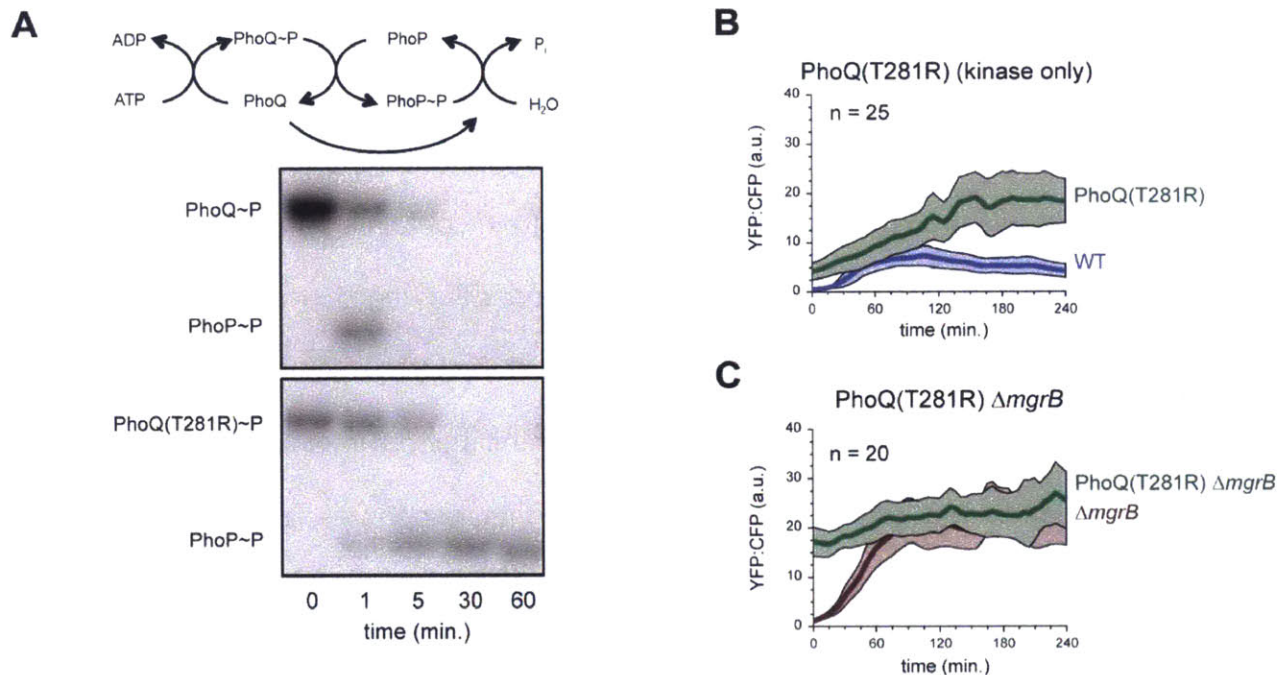 A
ADP
PhoQ~P
PhoP
Pi
ATP
PhoQ
PhoP~P
H2O
PhoQ~P
PhoP~P
PhoQ(T281R)~P
PhoP~P
0 1 5 30 60
time (min.)
B
PhoQ(T281R) (kinase only)
40
30
20
10
0
YFP:CFP (a.u.)
n = 25
PhoQ(T281R)
WT
0 60 120 180 240
time (min.)
C
PhoQ(T281R) ΔmgrB
40
30
20
10
0
YFP:CFP (a.u.)
n = 20
PhoQ(T281R) ΔmgrB
ΔmgrB
0 60 120 180 240
time (min.)